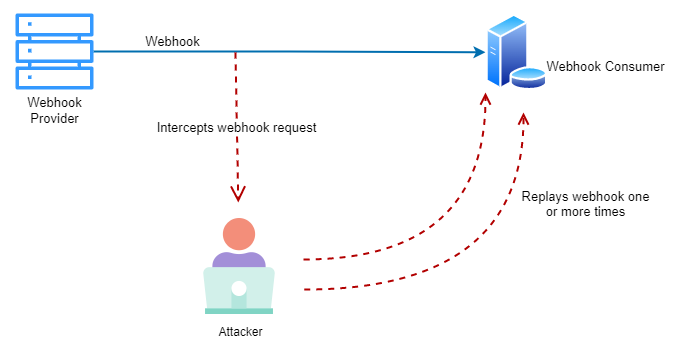 Webhook
Webhook Consumer
Webhook
Provider
Intercepts webhook request
Replays webhook one
or more times
Attacker